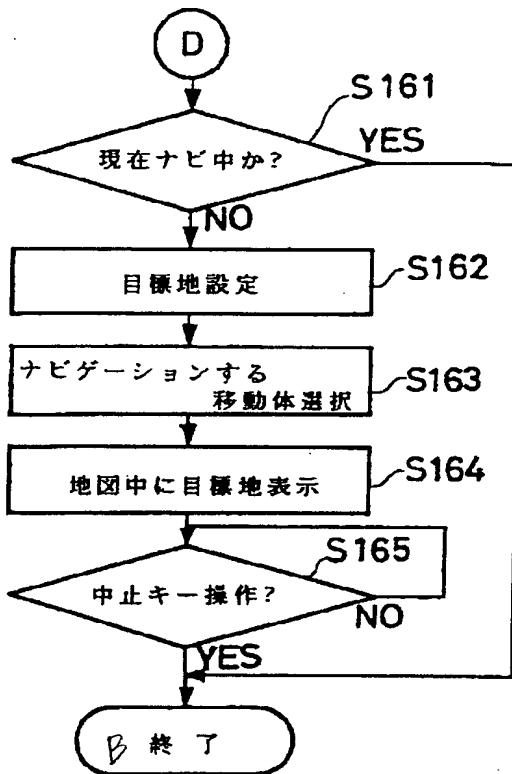 D
S161
現在ナビ中か?
YES
NO
目標地設定
S162
ナビゲーションする
移動体選択
S163
地図中に目標地表示
S164
S165
中止キー操作?
NO
YES
B 終了